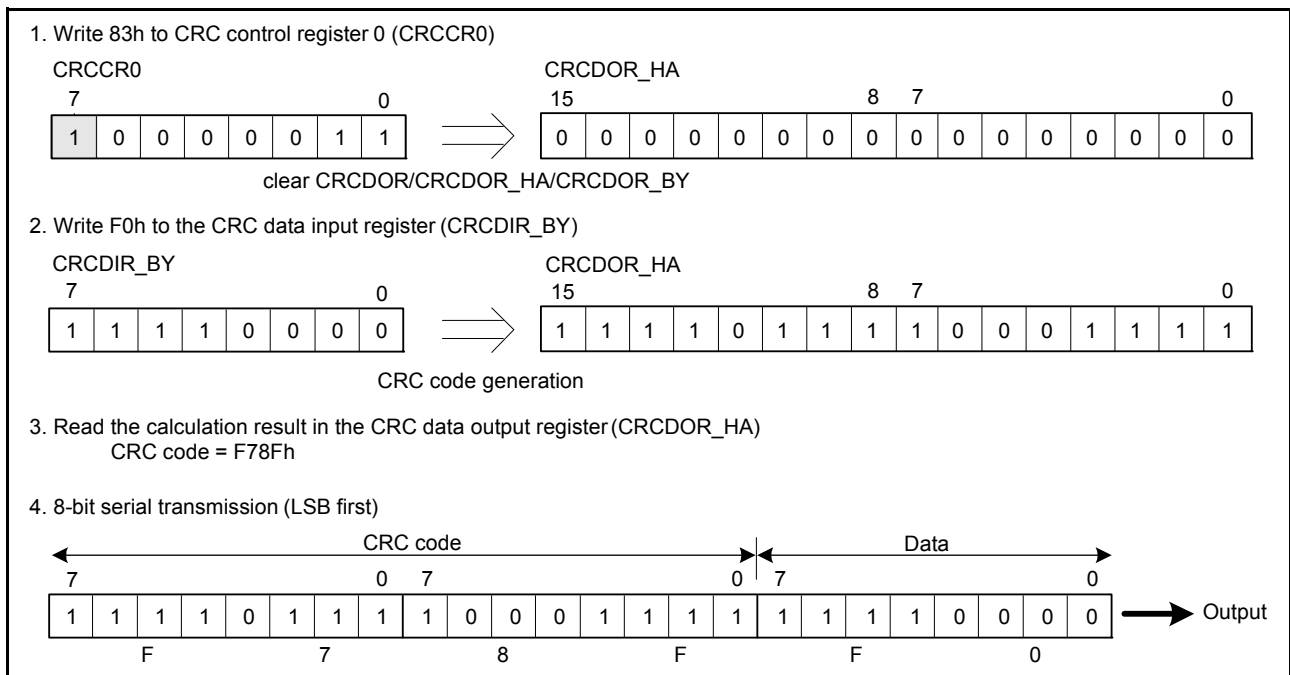 1. Write 83h to CRC control register 0 (CRCCR0)
CRCCR0 CRCDOR_HA
7 0 15 8 7 0
1 0 0 0 0 0 1 1 0 0 0 0 0 0 0 0 0 0 0 0 0 0 0 0
clear CRCDOR/CRCDOR_HA/CRCDOR_BY
2. Write F0h to the CRC data input register (CRCDIR_BY)
CRCDIR_BY CRCDOR_HA
7 0 15 8 7 0
1 1 1 1 0 0 0 0 1 1 1 1 0 1 1 1 1 0 0 0 1 1 1 1
CRC code generation
3. Read the calculation result in the CRC data output register (CRCDOR_HA)
CRC code = F78Fh
4. 8-bit serial transmission (LSB first)
CRC code Data
7 0 7 0 7 0
1 1 1 1 0 1 1 1 1 0 0 0 1 1 1 1 1 1 1 1 0 0 0 0 Output
F 7 8 F F 0